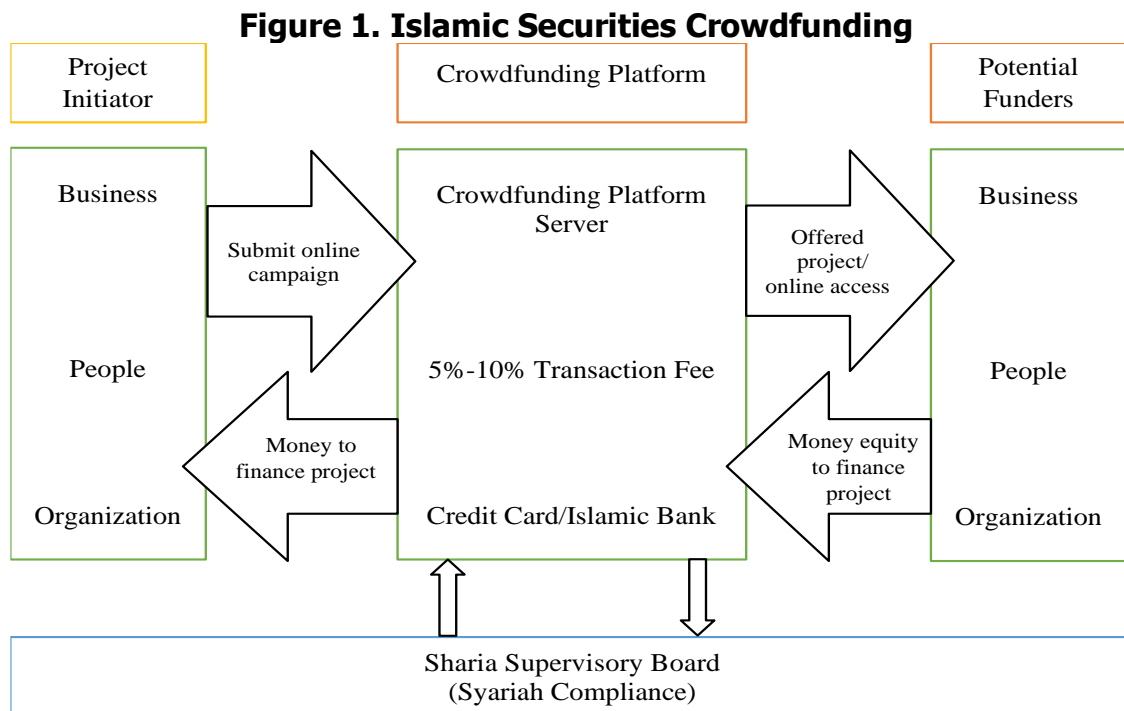 Figure 1. Islamic Securities Crowdfunding
Project
Initiator
Crowdfunding Platform
Potential
Funders
Business
People
Organization
Submit online
campaign
Money to
finance project
Crowdfunding Platform
Server
5%-10% Transaction Fee
Credit Card/Islamic Bank
Offered
project/
online access
Money equity
to finance
project
Business
People
Organization
Sharia Supervisory Board
(Syariah Compliance)